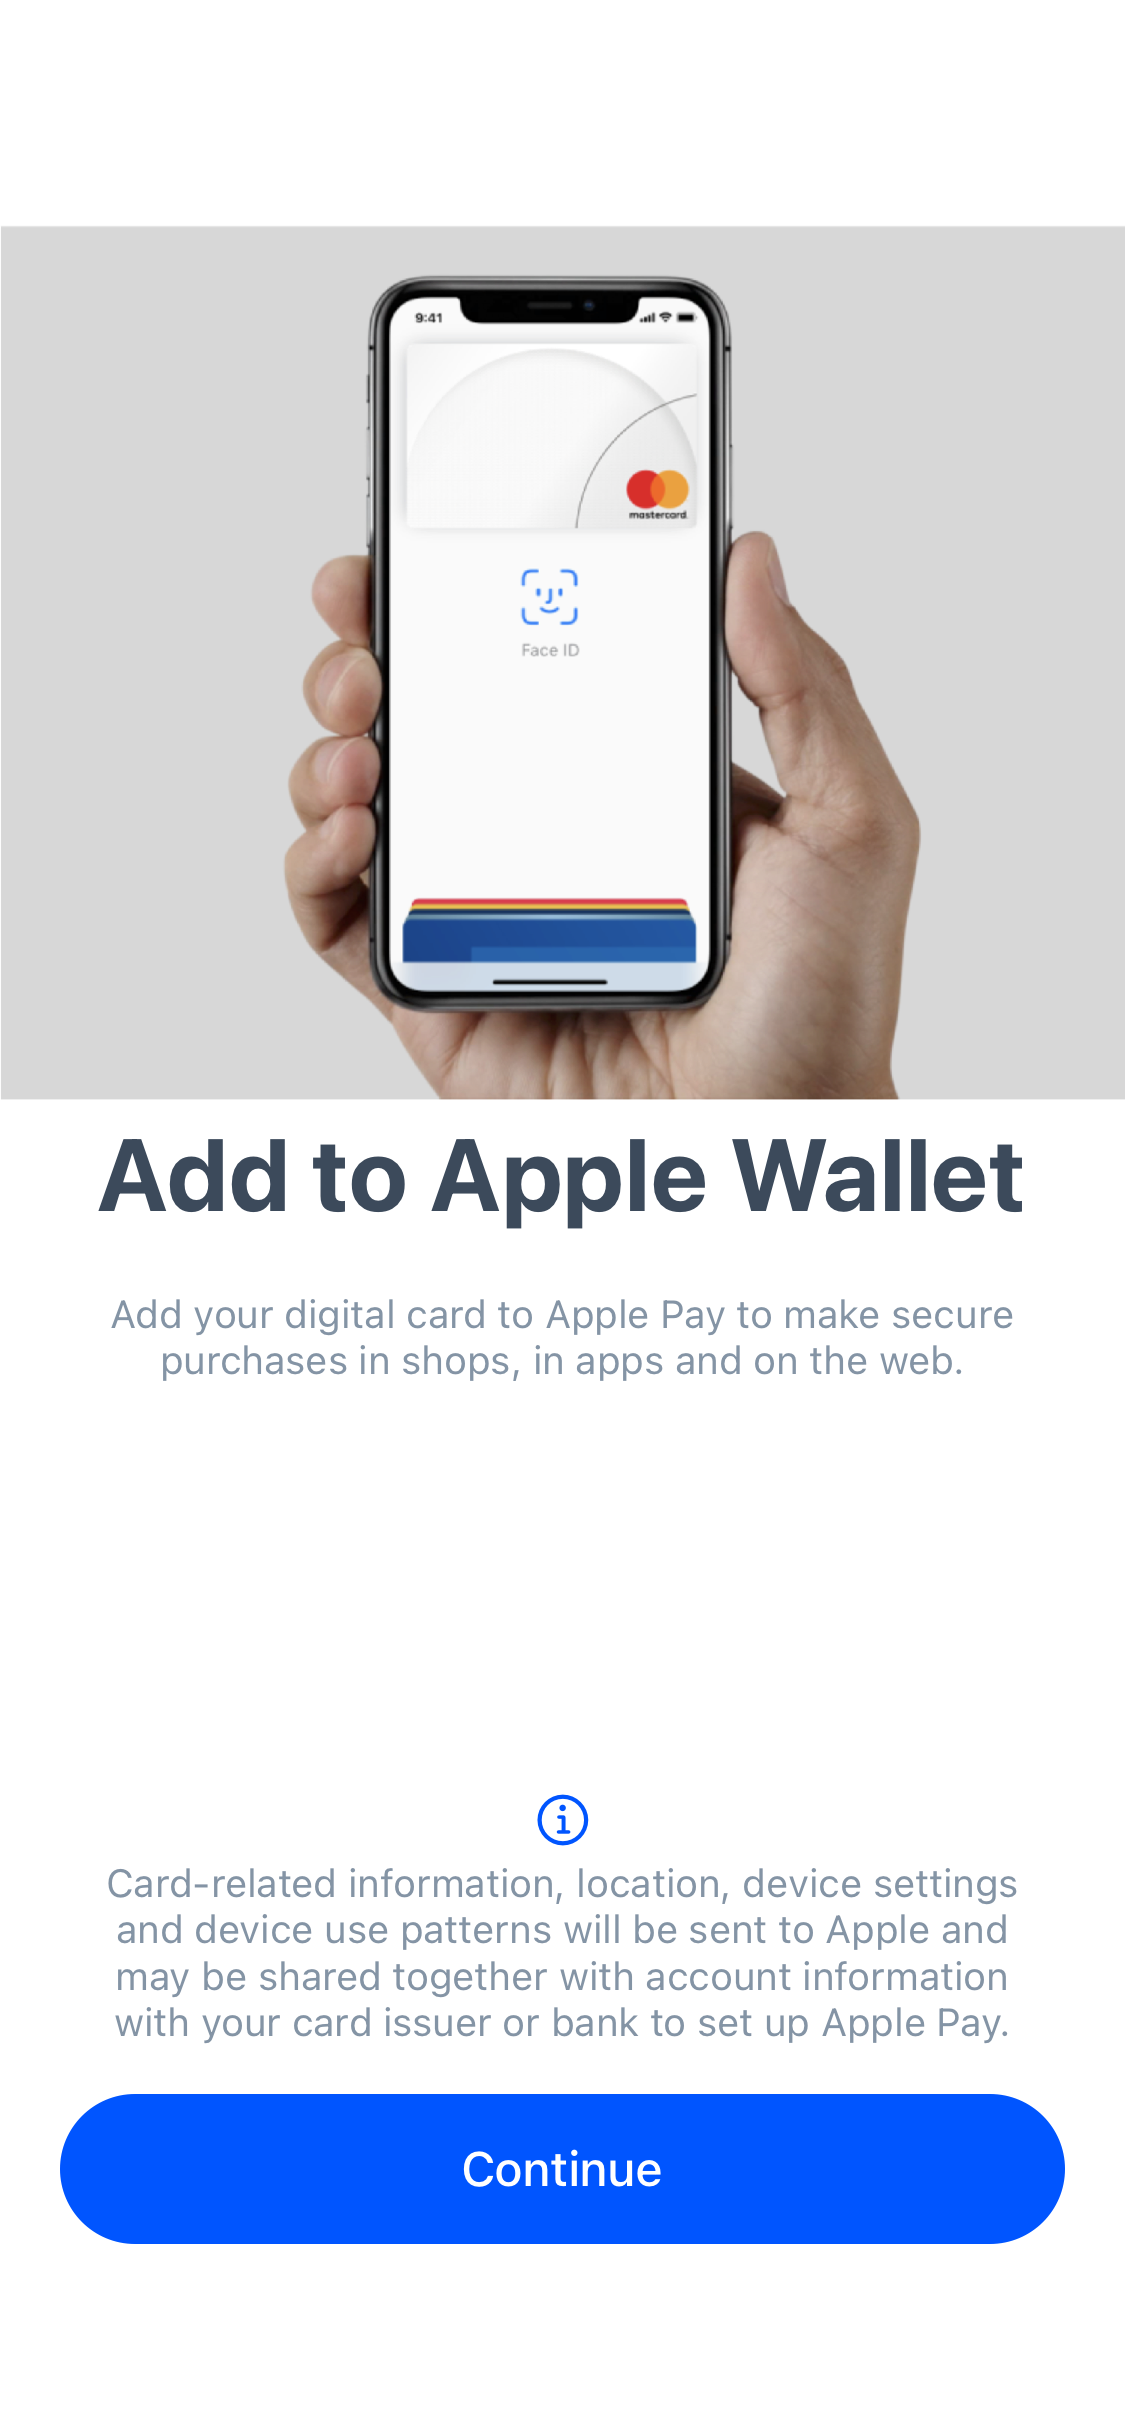 9:41
mastercard.
Face ID
Add to Apple Wallet
Add your digital card to Apple Pay to make secure
purchases in shops, in apps and on the web.
Card-related information, location, device settings
and device use patterns will be sent to Apple and
may be shared together with account information
with your card issuer or bank to set up Apple Pay.
Continue